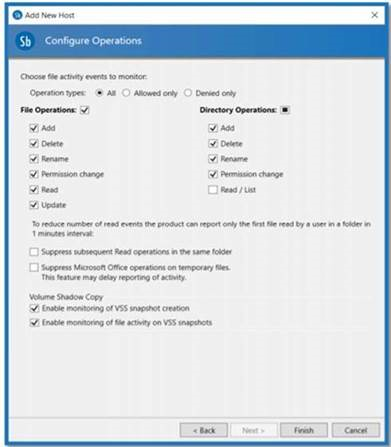 Sb Add New Host
Sb Configure Operations
Choose file activity events to monitor:
Operation types: All Allowed only Denied only
File Operations: Directory Operations:
Add Add
Delete Delete
Rename Rename
Permission change Permission change
Read Read / List
Update
To reduce number of read events the product can report only the first file read by a user in a folder in
1 minutes interval:
Suppress subsequent Read operations in the same folder
Suppress Microsoft Office operations on temporary files.
This feature may delay reporting of activity.
Volume Shadow Copy
Enable monitoring of VSS snapshot creation
Enable monitoring of file activity on VSS snapshots
< Back Next > Finish Cancel